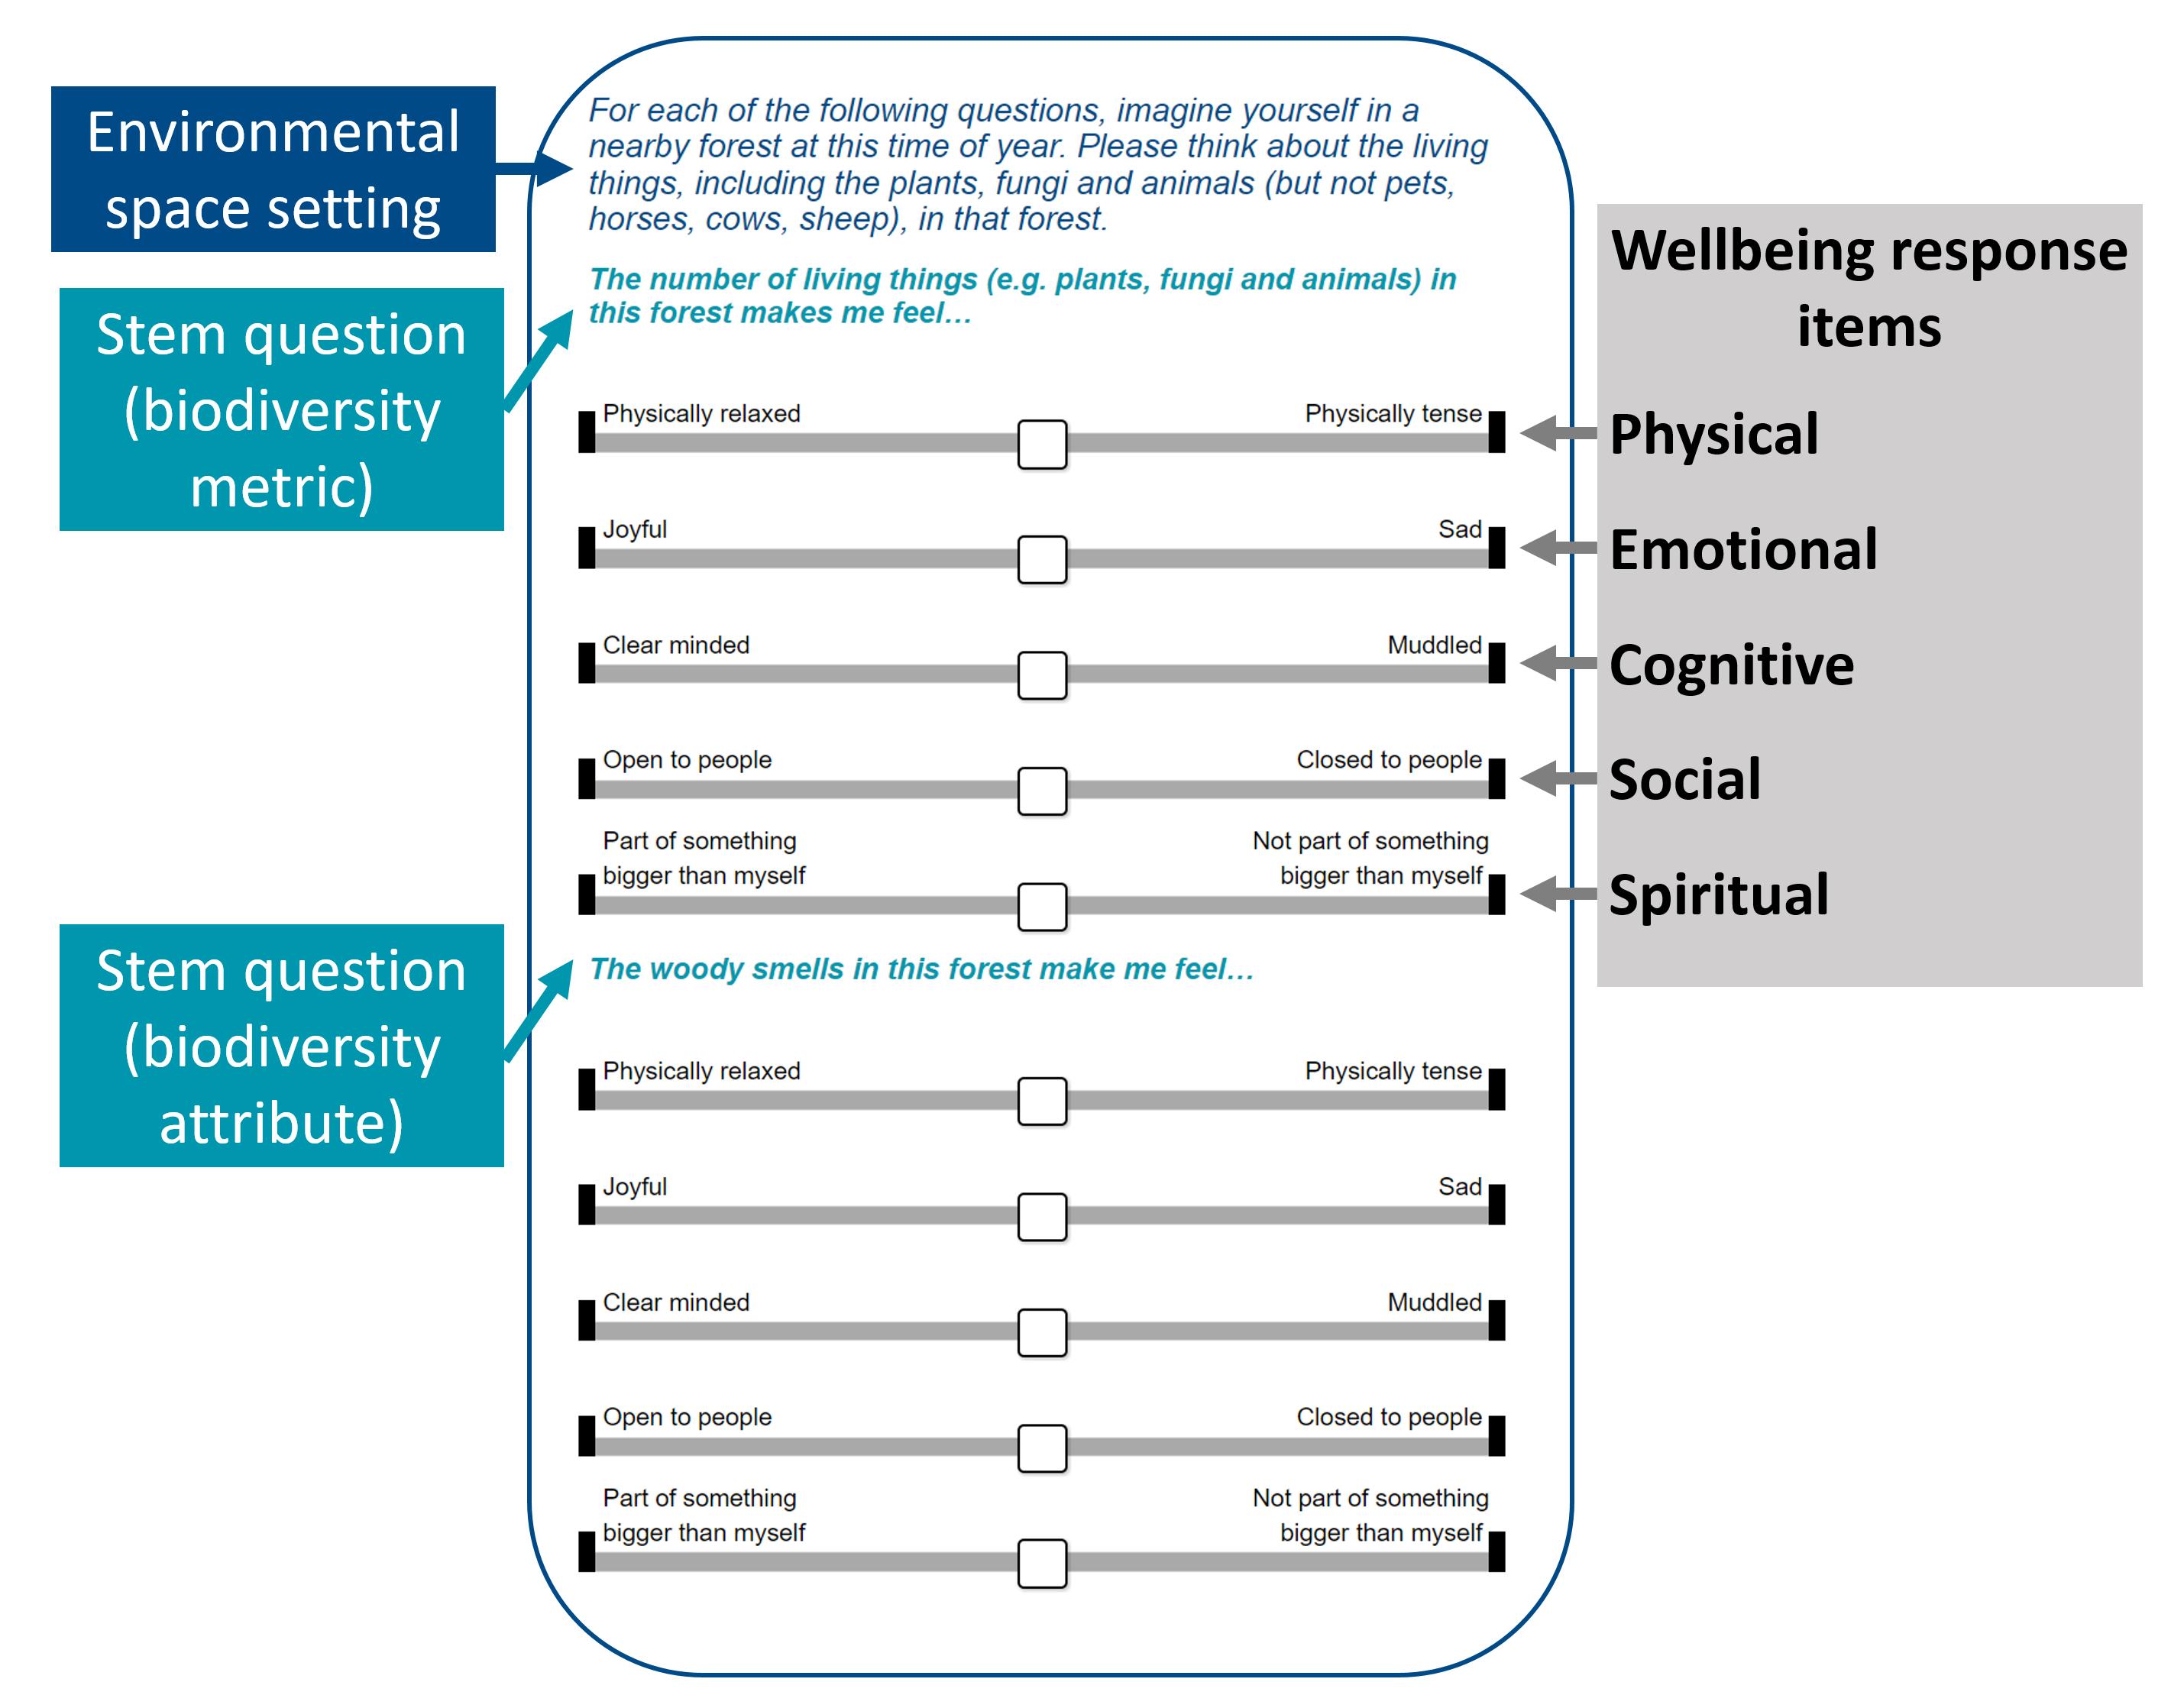 Environmental
space setting
For each of the following questions, imagine yourself in a
nearby forest at this time of year. Please think about the living
things, including the plants, fungi and animals (but not pets,
horses, cows, sheep), in that forest.
Stem question
(biodiversity
metric)
The number of living things (e.g. plants, fungi and animals) in
this forest makes me feel…
Wellbeing response
items
Physically relaxed Physically tense
Physical
Joyful Sad
Emotional
Clear minded Muddled
Cognitive
Open to people Closed to people
Social
Part of something Not part of something
bigger than myself bigger than myself
Spiritual
Stem question
(biodiversity
attribute)
The woody smells in this forest make me feel…
Physically relaxed Physically tense
Joyful Sad
Clear minded Muddled
Open to people Closed to people
Part of something Not part of something
bigger than myself bigger than myself